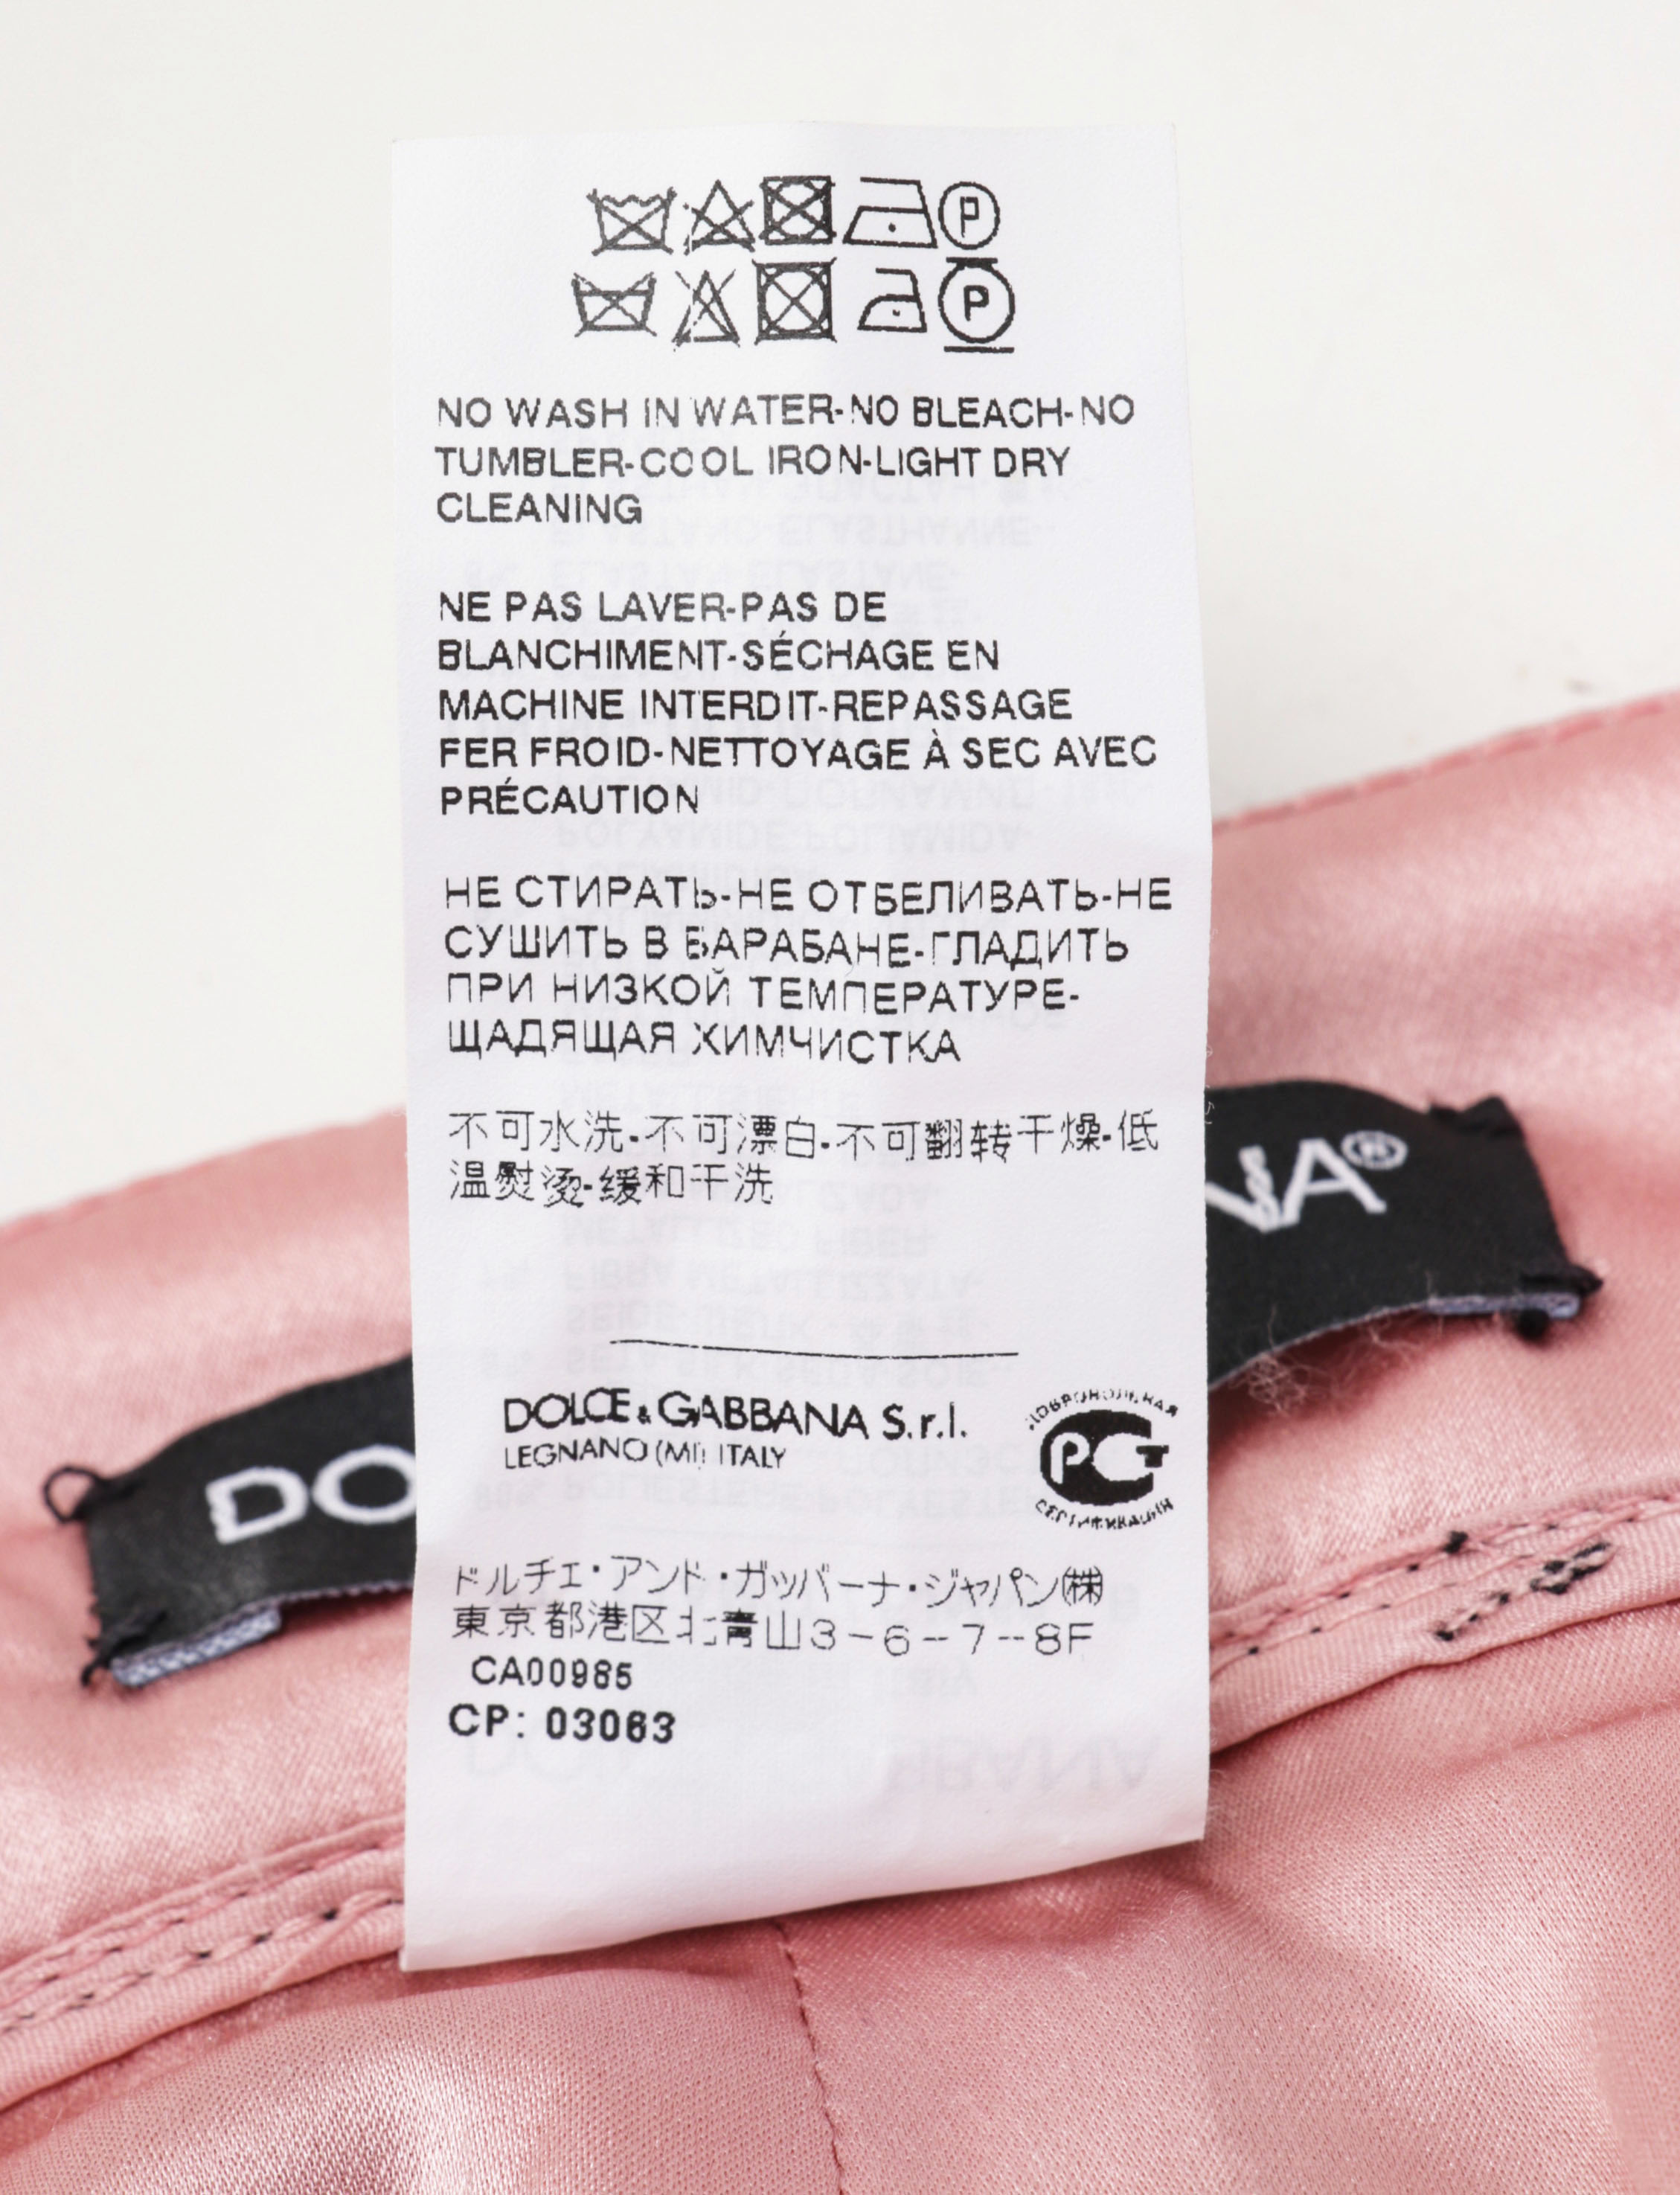 NO WASH IN WATER-NO BLEACH-NO
TUMBLER-COOL IRON-LIGHT DRY
CLEANING
NE PAS LAVER-PAS DE
BLANCHIMENT-SÉCHAGE EN
MACHINE INTERDIT-REPASSAGE
FER FROID-NETTOYAGE À SEC AVEC
PRÉCAUTION
НЕ СТИРАТЬ-НЕ ОТБЕЛИВАТЬ-НЕ
СУШИТЬ В БАРАБАНЕ-ГЛАДИТЬ
ПРИ НИЗКОЙ ТЕМПЕРАТУРЕ-
ЩАДЯЩАЯ ХИМЧИСТКА
不可水洗-不可漂白-不可翻转干燥-低
温熨烫-缓和干洗
DO
NA®
DOLCE & GABBANA S.r.l.
LEGNANO (MI) ITALY
ДОБРОВОЛЬНАЯ
РСТ
СЕРТИФИКАЦИЯ
ドルチェ・アンド・ガッバーナ・ジャパン㈱
東京都港区北青山3-6-7--8F
CA00985
CP: 03063